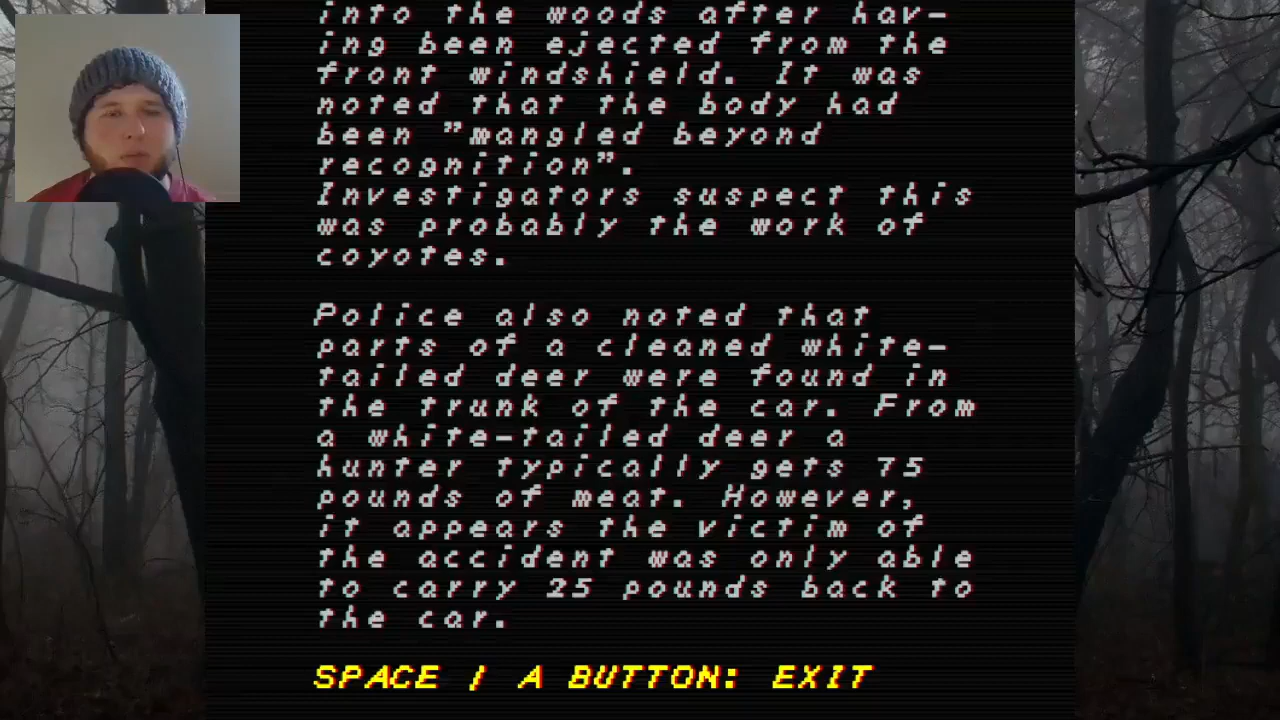 into the woods after hav-
ing been ejected from the
front windshield. It was
noted that the body had
been "mangled beyond
recognition".
Investigators suspect this
was probably the work of
coyotes.
Police also noted that
parts of a cleaned white-
tailed deer were found in
the trunk of the car. From
a white-tailed deer a
hunter typically gets 75
pounds of meat. However,
it appears the victim of
the accident was only able
to carry 25 pounds back to
the car.
SPACE / A BUTTON: EXIT